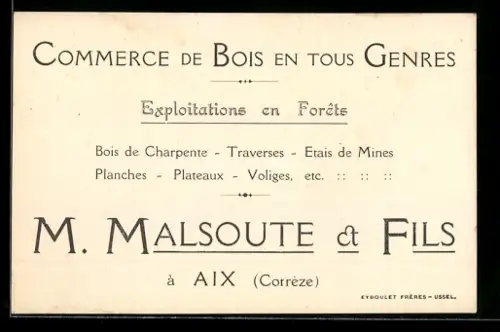 Commerce de Bois en tous Genres
Exploitations en Forêts
Bois de Charpente - Traverses - Etais de Mines
Planches - Plateaux - Voliges, etc. :: :: ::
M. Malsoute et Fils
à AIX (Corrèze)
EYBOULET FRÈRES - USSEL.